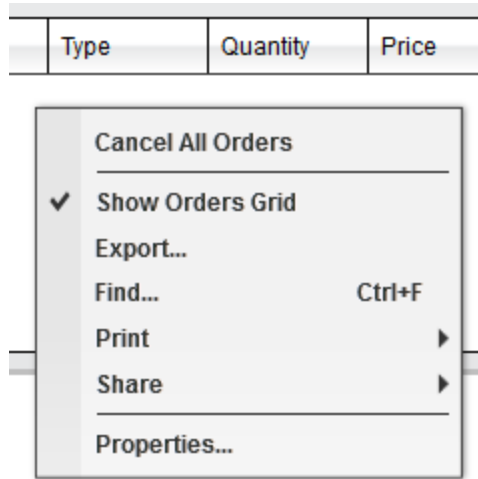 Type Quantity Price
Cancel All Orders
Show Orders Grid
Export...
Find... Ctrl+F
Print
Share
Properties...